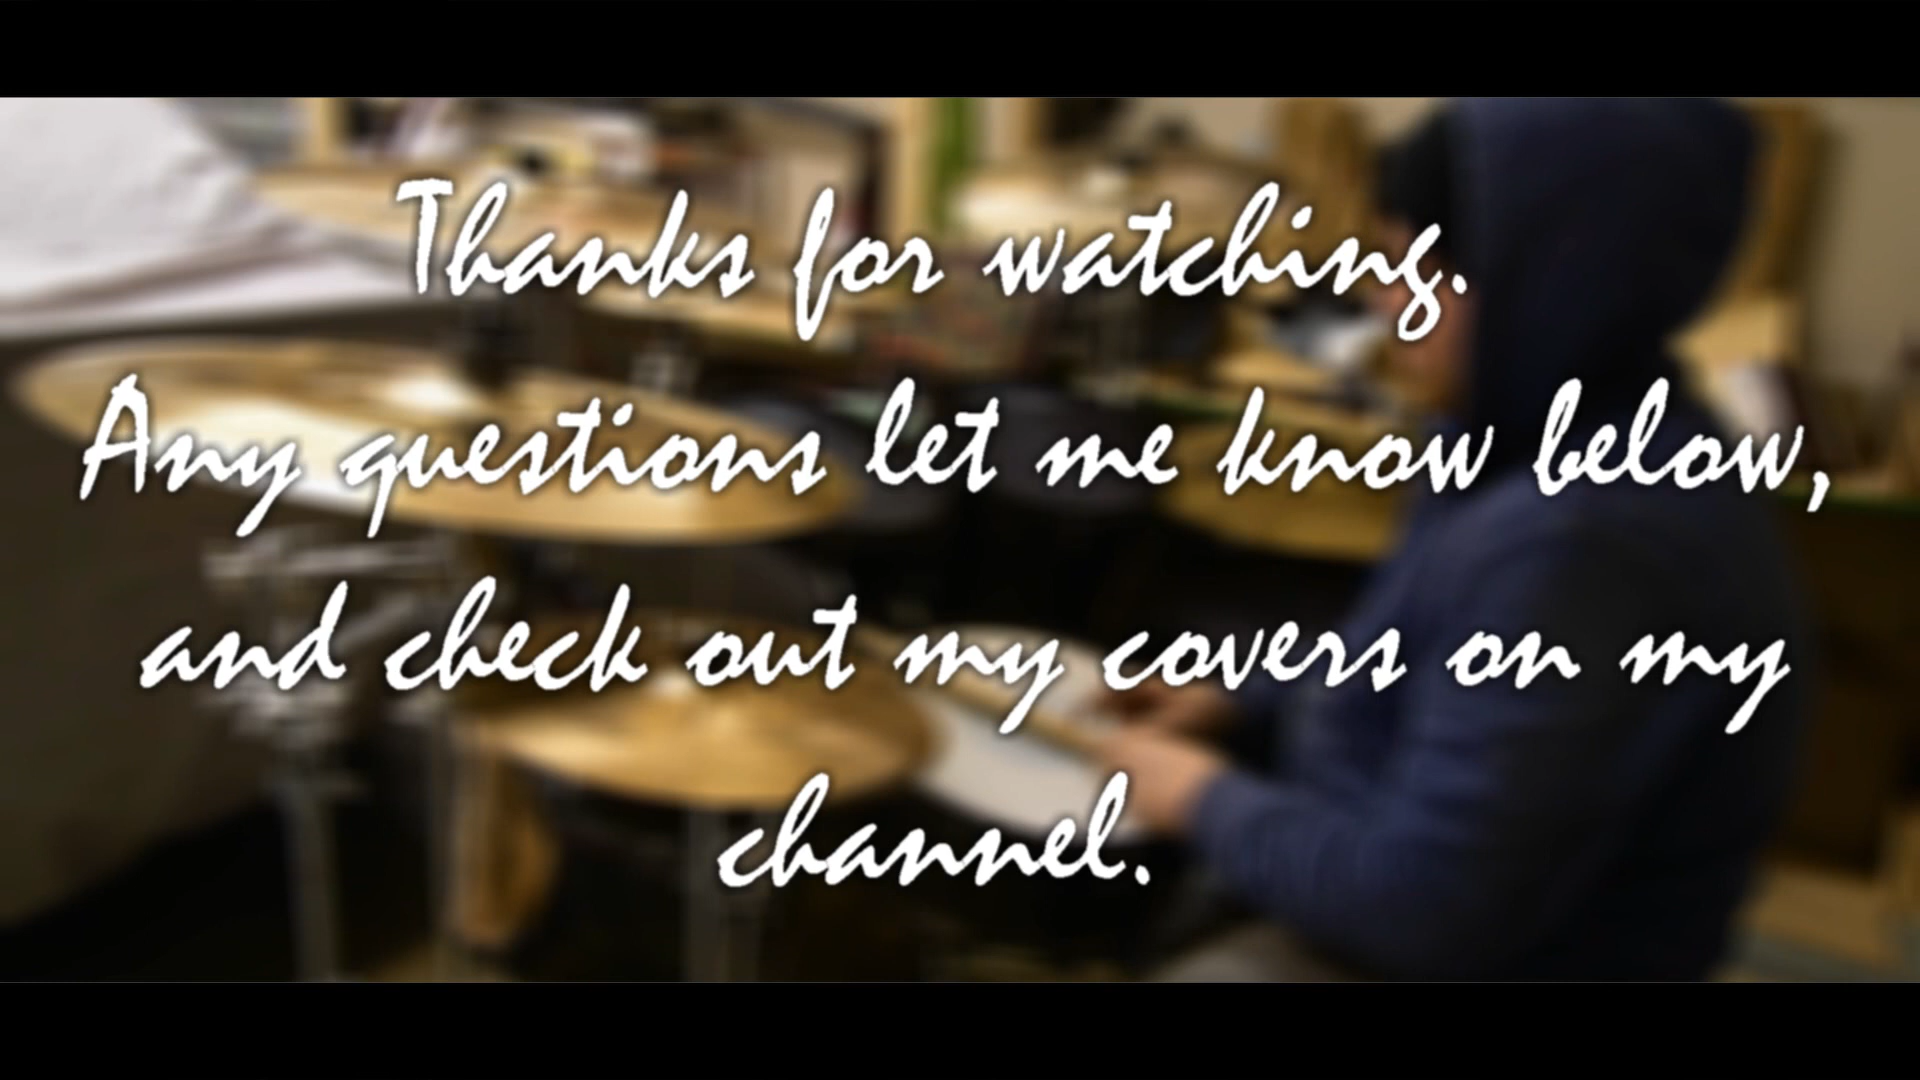 Thanks for watching.
Any questions let me know below,
and check out my covers on my
channel.